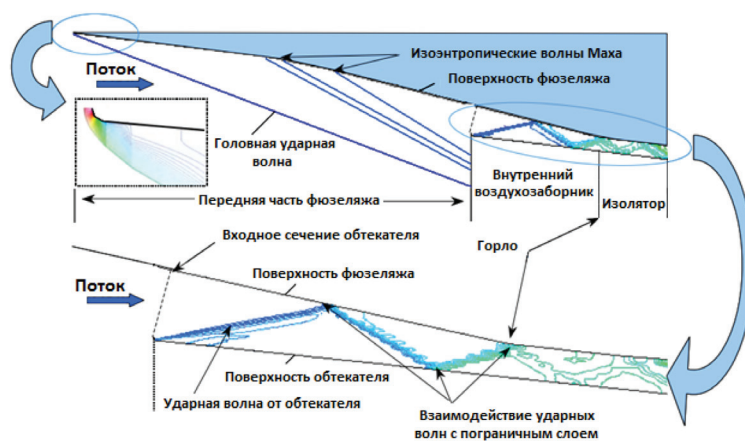 Изоэнтропические волны Маха
Поток
Поверхность фюзеляжа
Головная ударная
волна
Внутренний
воздухозаборник
Передняя часть фюзеляжа
Изолятор
Входное сечение обтекателя
Горло
Поверхность фюзеляжа
Поток
Поверхность обтекателя
Ударная волна от обтекателя
Взаимодействие ударных
волн с пограничным слоем